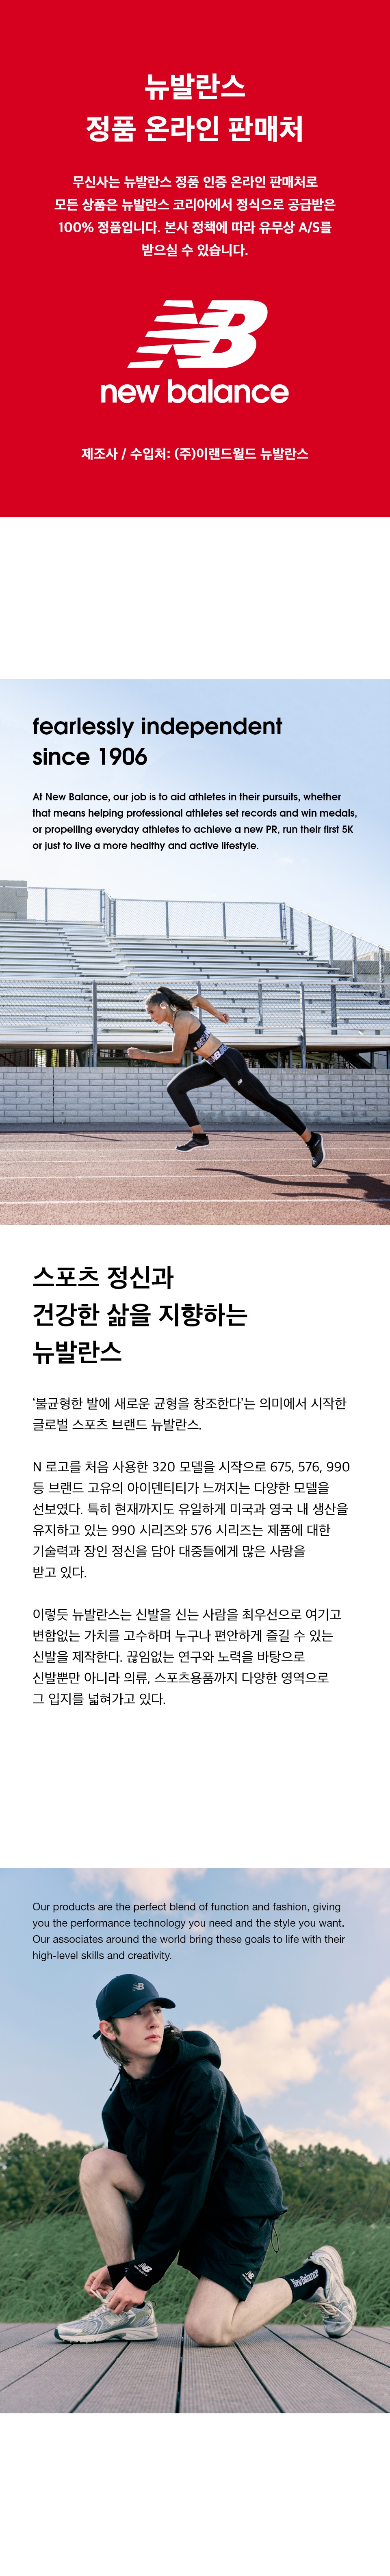 뉴발란스
정품 온라인 판매처
무신사는 뉴발란스 정품 인증 온라인 판매처로
모든 상품은 뉴발란스 코리아에서 정식으로 공급받은
100% 정품입니다. 본사 정책에 따라 유무상 A/S를
받으실 수 있습니다.
NB
new balance
제조사 / 수입처: (주)이랜드월드 뉴발란스
fearlessly independent
since 1906
At New Balance, our job is to aid athletes in their pursuits, whether
that means helping professional athletes set records and win medals,
or propelling everyday athletes to achieve a new PR, run their first 5K
or just to live a more healthy and active lifestyle.
스포츠 정신과
건강한 삶을 지향하는
뉴발란스
‘불균형한 발에 새로운 균형을 창조한다’는 의미에서 시작한
글로벌 스포츠 브랜드 뉴발란스.
N 로고를 처음 사용한 320 모델을 시작으로 675, 576, 990
등 브랜드 고유의 아이덴티티가 느껴지는 다양한 모델을
선보였다. 특히 현재까지도 유일하게 미국과 영국 내 생산을
유지하고 있는 990 시리즈와 576 시리즈는 제품에 대한
기술력과 장인 정신을 담아 대중들에게 많은 사랑을
받고 있다.
이렇듯 뉴발란스는 신발을 신는 사람을 최우선으로 여기고
변함없는 가치를 고수하며 누구나 편안하게 즐길 수 있는
신발을 제작한다. 끊임없는 연구와 노력을 바탕으로
신발뿐만 아니라 의류, 스포츠용품까지 다양한 영역으로
그 입지를 넓혀가고 있다.
Our products are the perfect blend of function and fashion, giving
you the performance technology you need and the style you want.
Our associates around the world bring these goals to life with their
high-level skills and creativity.
NB
NB
NB
New Balance